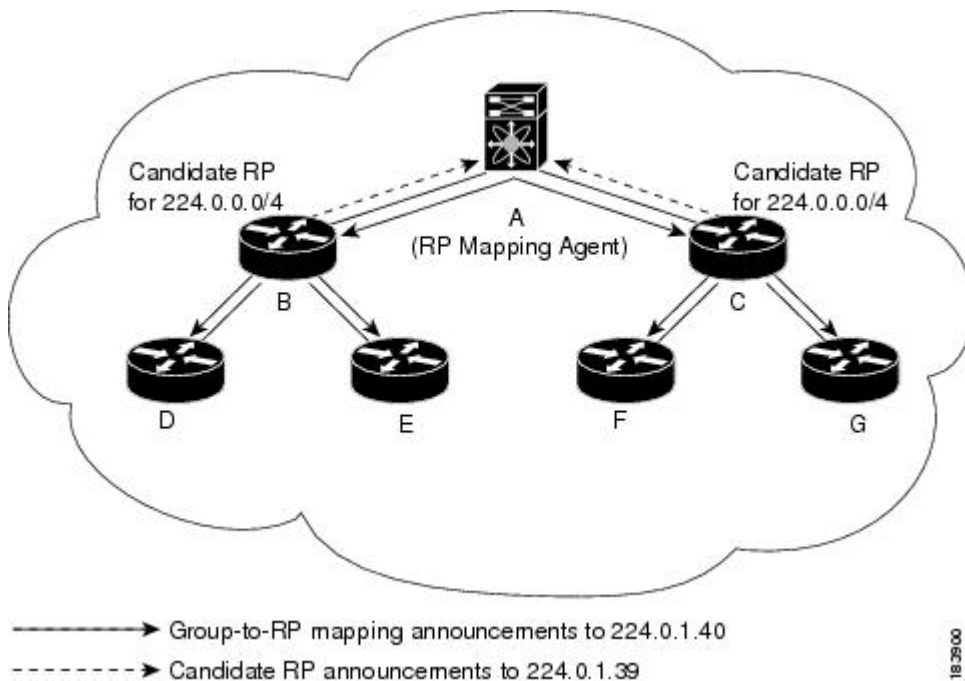 Candidate RP
for 224.0.0.0/4
Candidate RP
for 224.0.0.0/4
A
(RP Mapping Agent)
B
C
D
E
F
G
Group-to-RP mapping announcements to 224.0.1.40
Candidate RP announcements to 224.0.1.39
183900